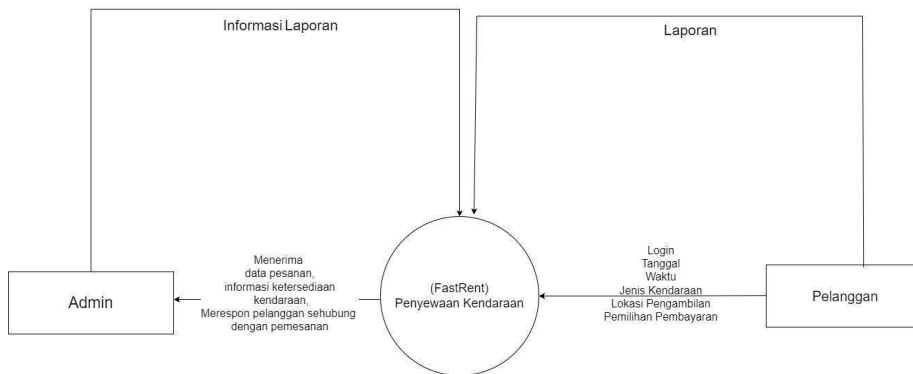 Informasi Laporan
Laporan
Admin
Menerima
data pesanan,
informasi ketersediaan
kendaraan,
Merespon pelanggan sehubung
dengan pemesanan
(FastRent)
Penyewaan Kendaraan
Login
Tanggal
Waktu
Jenis Kendaraan
Lokasi Pengambilan
Pemilihan Pembayaran
Pelanggan